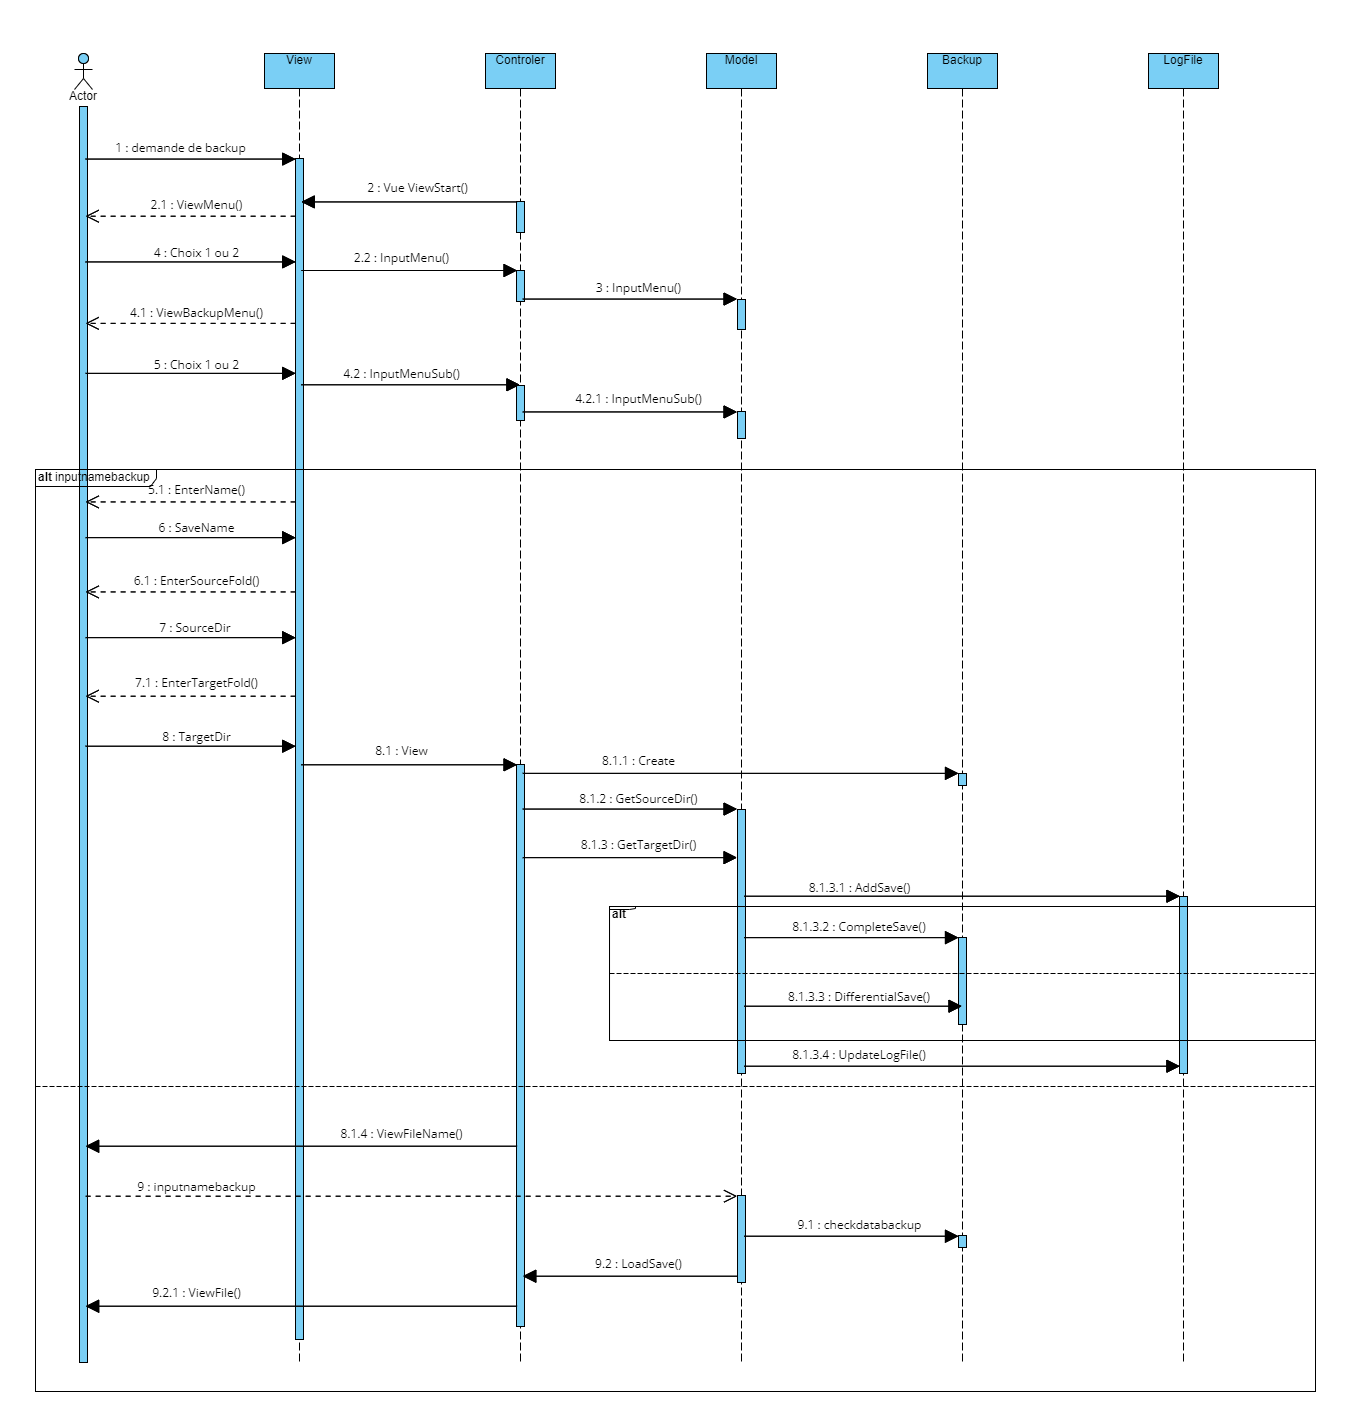 View
Controler
Model
Backup
LogFile
Actor
1 : demande de backup
2 : Vue ViewStart()
2.1 : ViewMenu()
4 : Choix 1 ou 2
2.2 : InputMenu()
3 : InputMenu()
4.1 : ViewBackupMenu()
5 : Choix 1 ou 2
4.2 : InputMenuSub()
4.2.1 : InputMenuSub()
alt inputnamebackup
5.1 : EnterName()
6 : SaveName
6.1 : EnterSourceFold()
7 : SourceDir
7.1 : EnterTargetFold()
8 : TargetDir
8.1 : View
8.1.1 : Create
8.1.2 : GetSourceDir()
8.1.3 : GetTargetDir()
8.1.3.1 : AddSave()
alt
8.1.3.2 : CompleteSave()
8.1.3.3 : DifferentialSave()
8.1.3.4 : UpdateLogFile()
8.1.4 : ViewFileName()
9 : inputnamebackup
9.1 : checkdatabackup
9.2 : LoadSave()
9.2.1 : ViewFile()